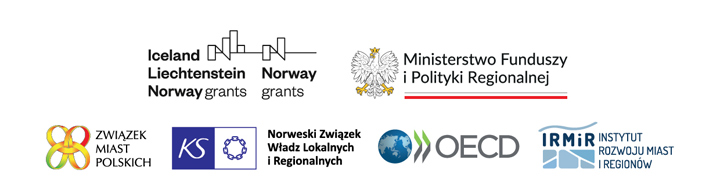 Iceland
Liechtenstein
Norway grants
Norway
grants
Ministerstwo Funduszy
i Polityki Regionalnej
ZWIĄZEK
MIAST
POLSKICH
KS
Norweski Związek
Władz Lokalnych
i Regionalnych
OECD
IRMiR
INSTYTUT
ROZWOJU MIAST
I REGIONÓW